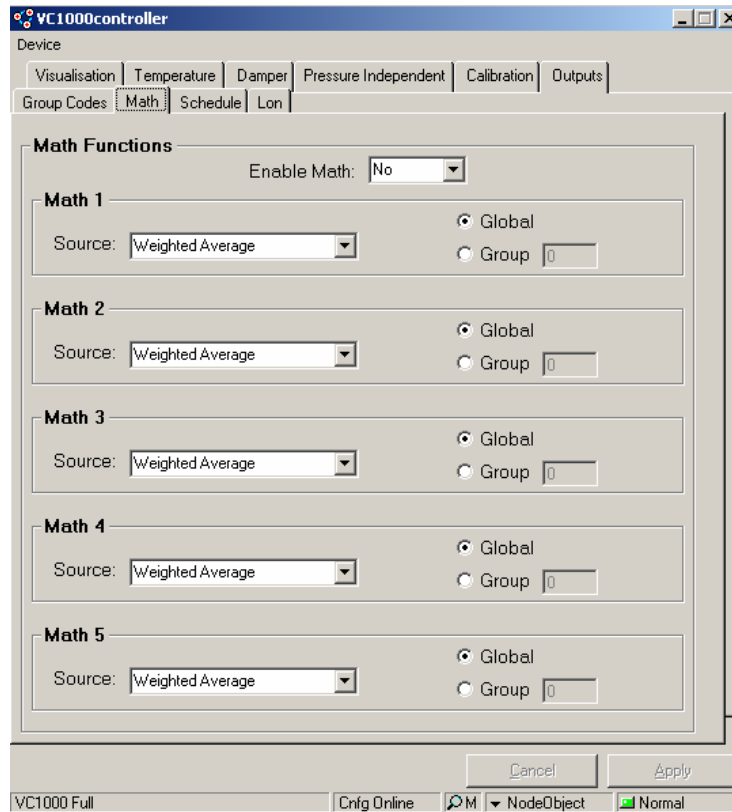 VC1000controller
Device
Visualisation Temperature Damper Pressure Independent Calibration Outputs
Group Codes Math Schedule Lon
Math Functions
Enable Math: No
Math 1
Global
Source: Weighted Average
Group 0
Math 2
Global
Source: Weighted Average
Group 0
Math 3
Global
Source: Weighted Average
Group 0
Math 4
Global
Source: Weighted Average
Group 0
Math 5
Global
Source: Weighted Average
Group 0
Cancel Apply
VC1000 Full Cnfg Online M NodeObject Normal